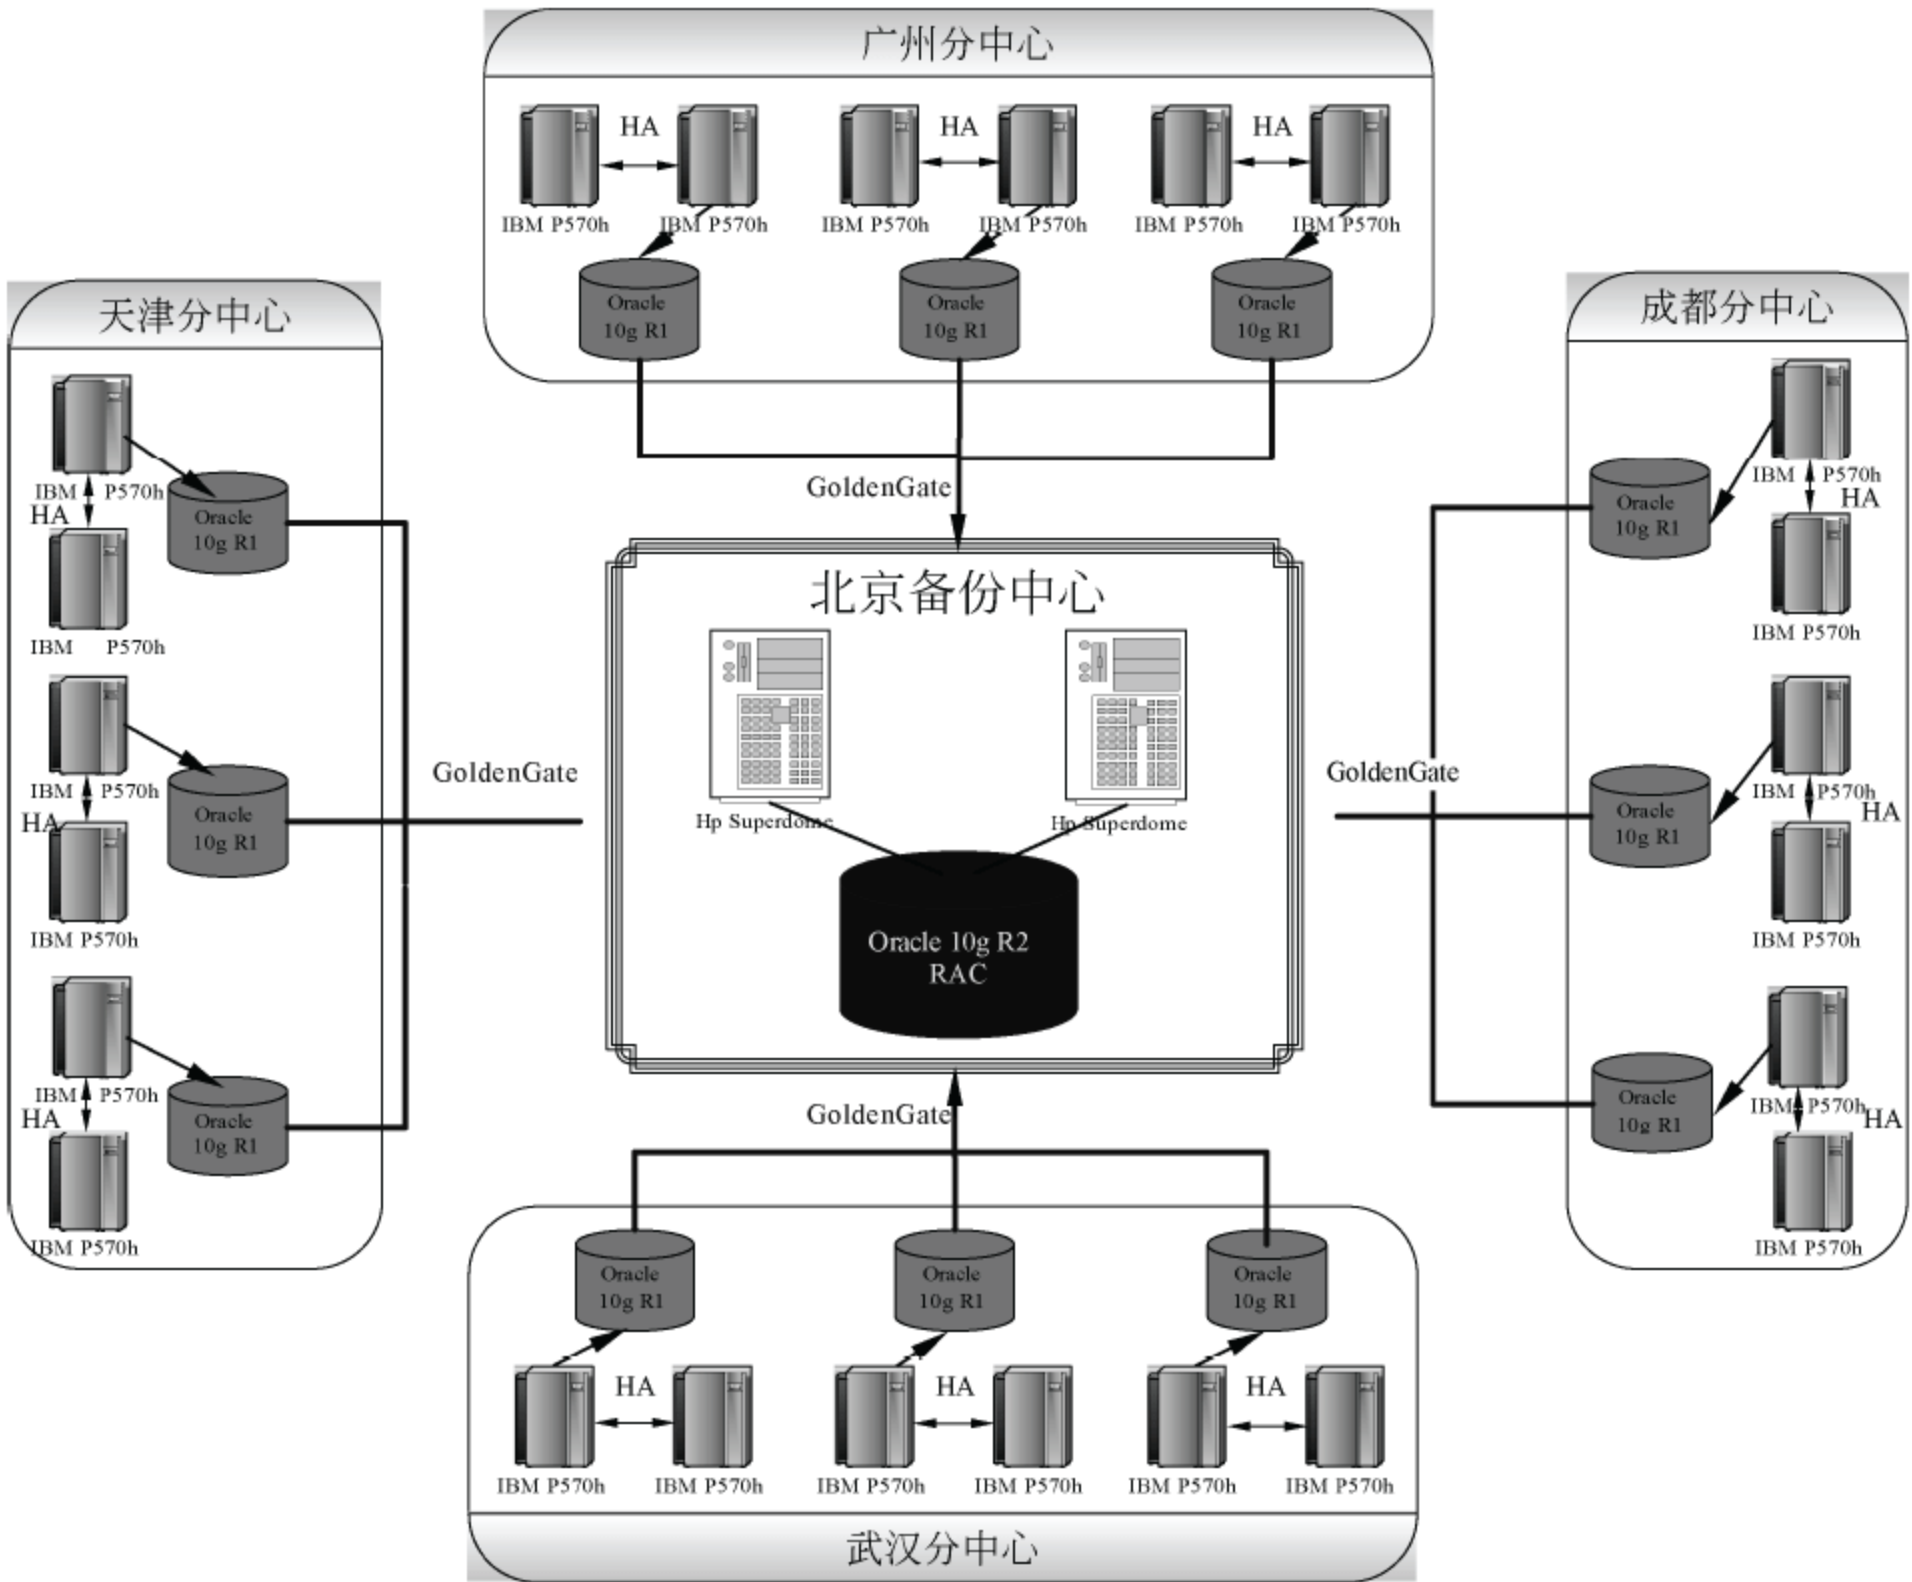 广州分中心
HA
HA
HA
IBM P570h
IBM P570h
IBM P570h
IBM P570h
IBM P570h
IBM P570h
Oracle
10g R1
Oracle
10g R1
Oracle
10g R1
GoldenGate
天津分中心
IBM P570h
HA
Oracle
10g R1
IBM P570h
IBM P570h
HA
Oracle
10g R1
IBM P570h
IBM P570h
HA
Oracle
10g R1
IBM P570h
GoldenGate
北京备份中心
Hp Superdome
Hp Superdome
Oracle 10g R2
RAC
GoldenGate
成都分中心
IBM P570h
HA
Oracle
10g R1
IBM P570h
IBM P570h
HA
Oracle
10g R1
IBM P570h
IBM P570h
HA
Oracle
10g R1
IBM P570h
GoldenGate
Oracle
10g R1
Oracle
10g R1
Oracle
10g R1
HA
HA
HA
IBM P570h
IBM P570h
IBM P570h
IBM P570h
IBM P570h
IBM P570h
武汉分中心